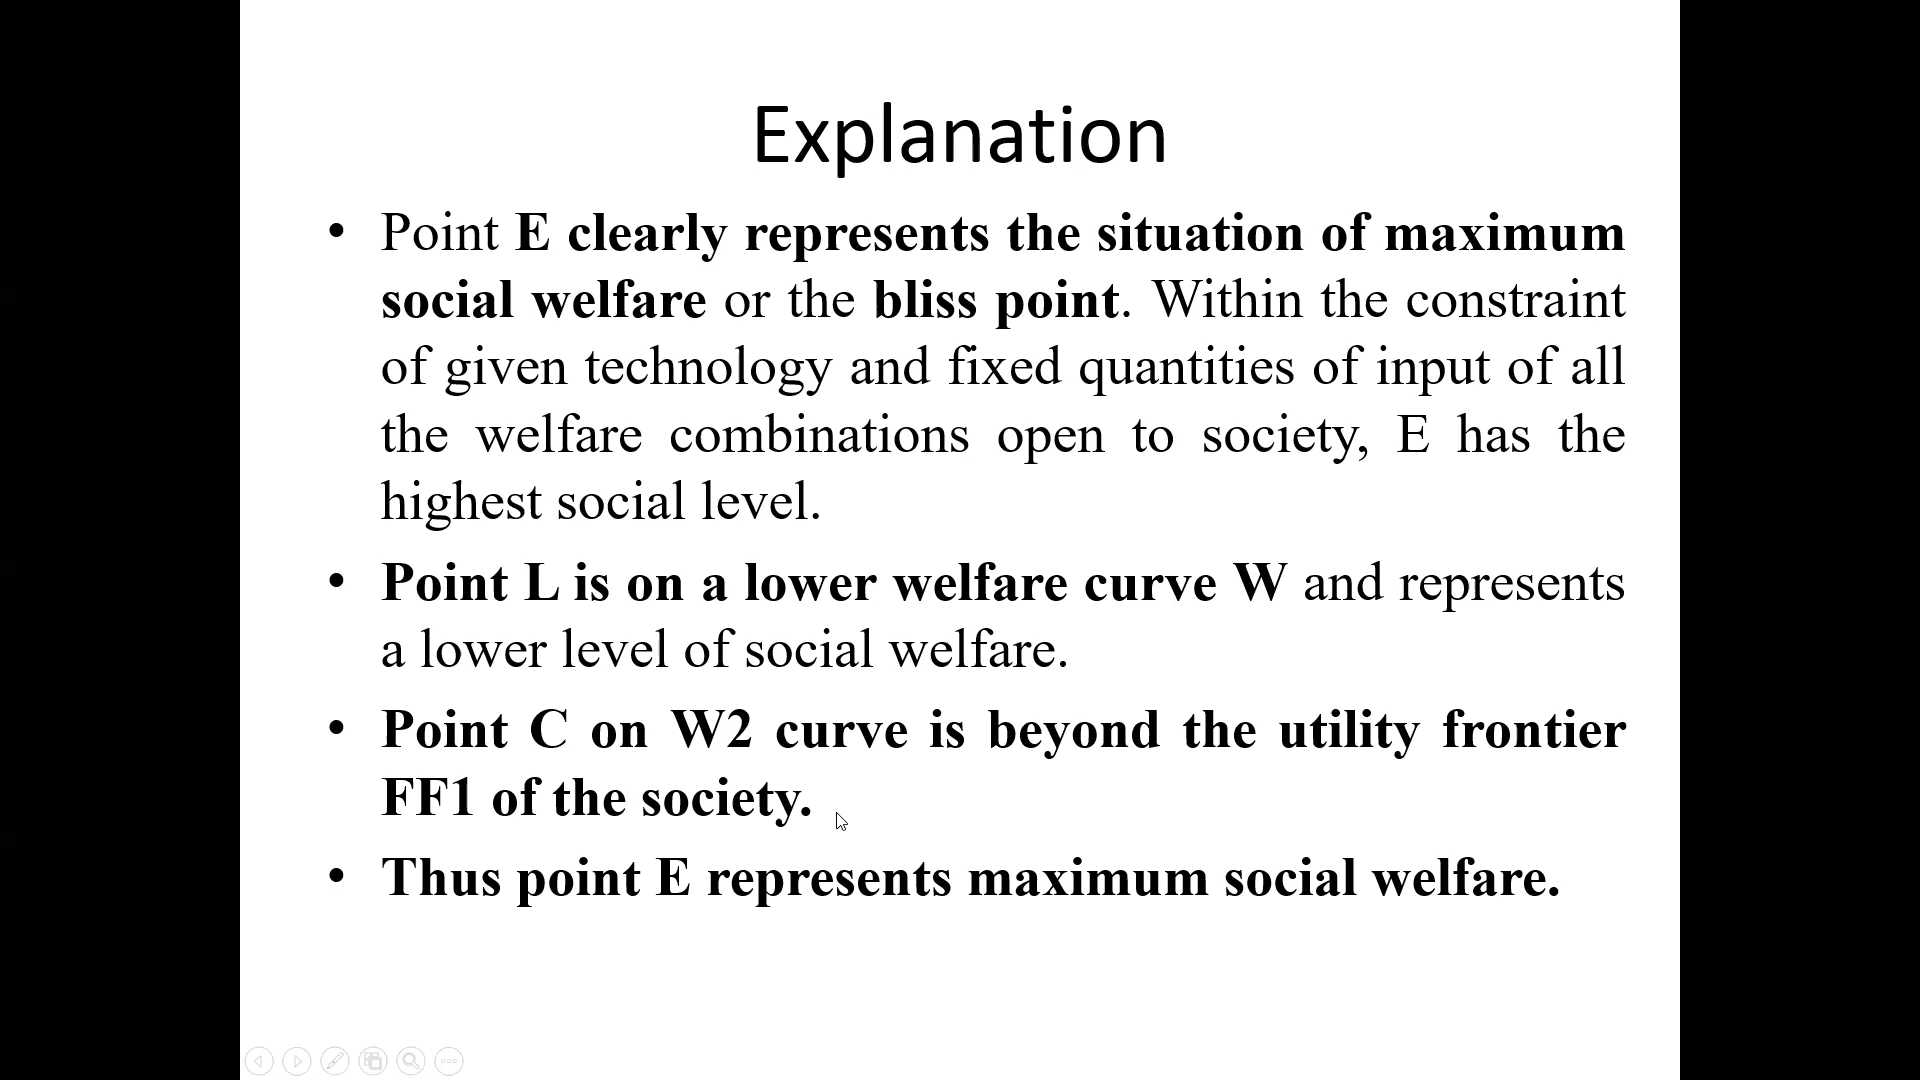 Explanation
• Point E clearly represents the situation of maximum
social welfare or the bliss point. Within the constraint
of given technology and fixed quantities of input of all
the welfare combinations open to society, E has the
highest social level.
• Point L is on a lower welfare curve W and represents
a lower level of social welfare.
• Point C on W2 curve is beyond the utility frontier
FF1 of the society.
• Thus point E represents maximum social welfare.